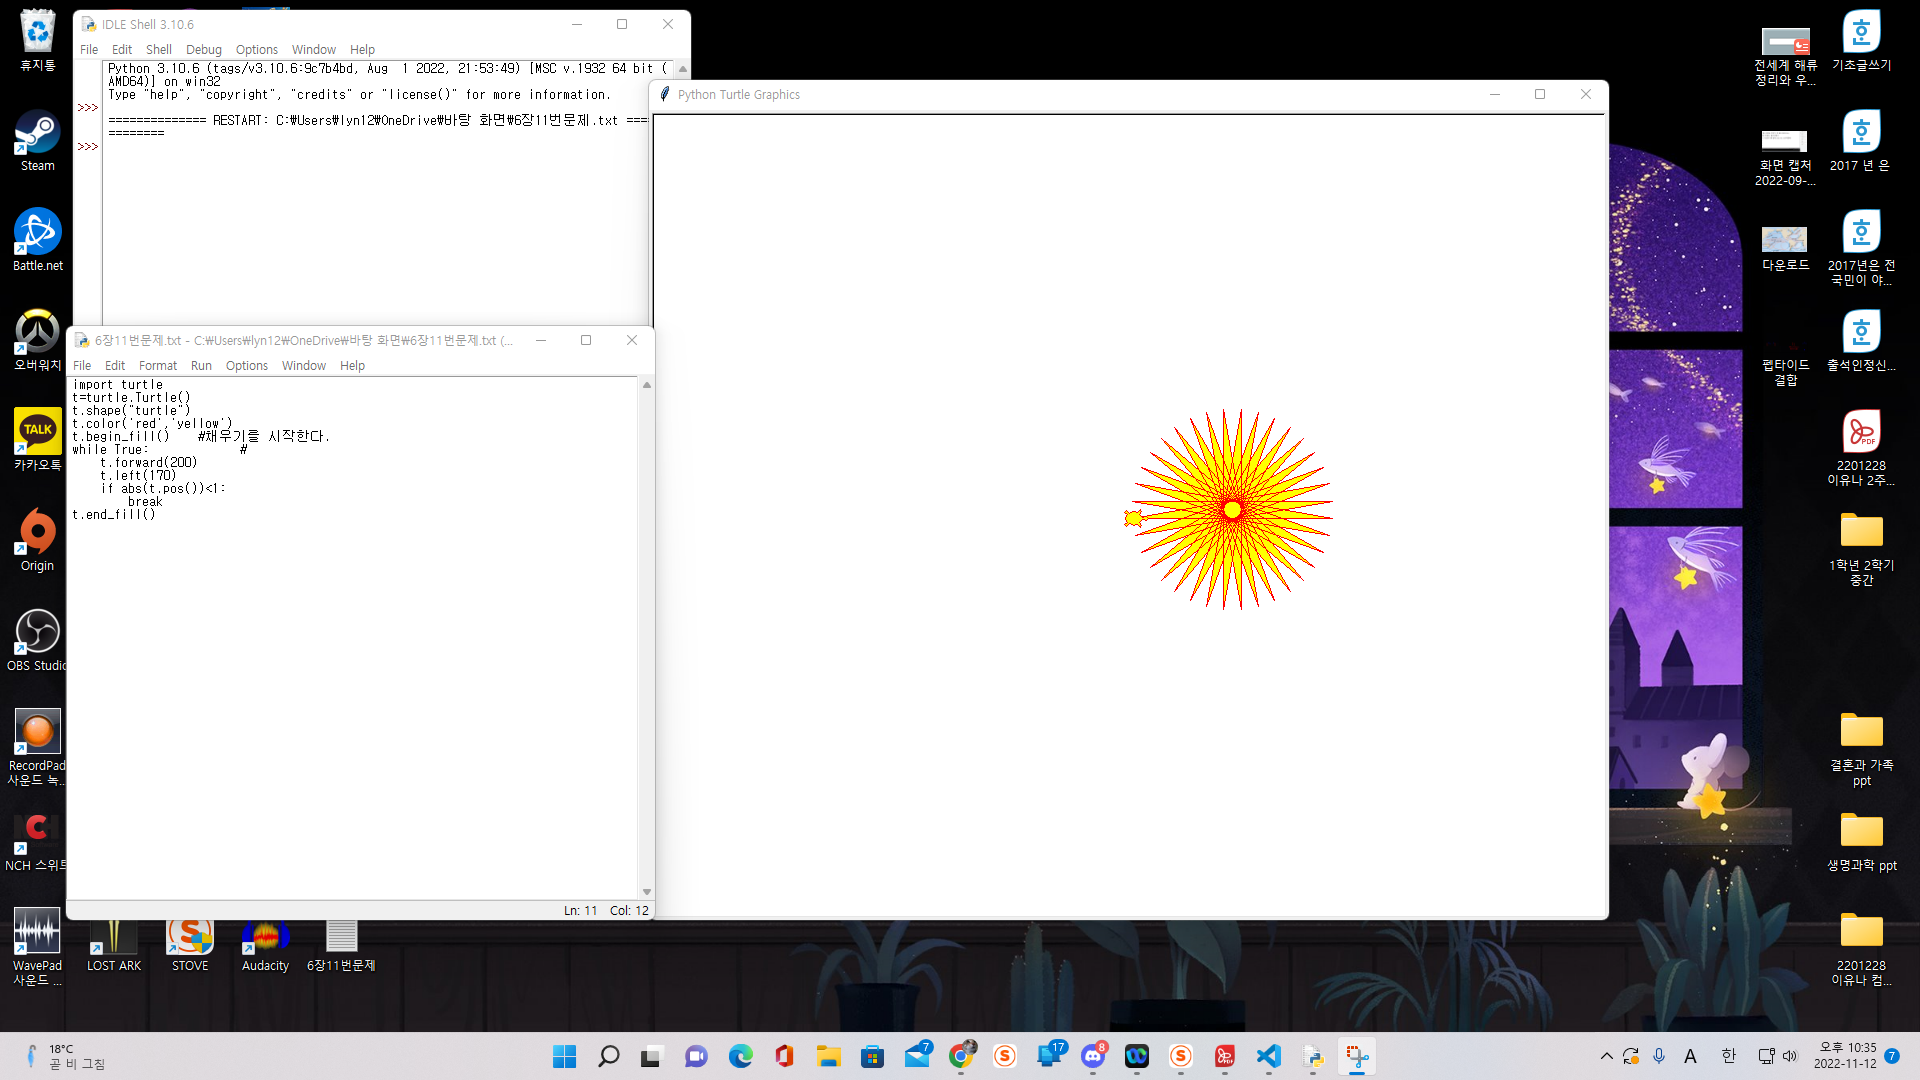 휴지통
Steam
Battle.net
오버워치
카카오톡
Origin
OBS Studio
RecordPad
사운드 녹...
NCH 스위트
WavePad
사운드 ...
LOST ARK
STOVE
Audacity
6장11번문제
IDLE Shell 3.10.6
File Edit Shell Debug Options Window Help
Python 3.10.6 (tags/v3.10.6:9c7b4bd, Aug  1 2022, 21:53:49) [MSC v.1932 64 bit (
AMD64)] on win32
Type "help", "copyright", "credits" or "license()" for more information.
>>>
============== RESTART: C:₩Users₩lyn12₩OneDrive₩바탕 화면₩6장11번문제.txt ===
========
>>>
6장11번문제.txt - C:₩Users₩lyn12₩OneDrive₩바탕 화면₩6장11번문제.txt (...
File Edit Format Run Options Window Help
import turtle
t=turtle.Turtle()
t.shape("turtle")
t.color('red','yellow')
t.begin_fill()    #채우기를 시작한다.
while True:             #
    t.forward(200)
    t.left(170)
    if abs(t.pos())<1:
        break
t.end_fill()
Ln: 11 Col: 12
Python Turtle Graphics
전세계 해류
정리와 우...
화면 캡처
2022-09-...
다운로드
펩타이드
결합
기초글쓰기
2017 년 은
2017년은 전
국민이 야...
출석인정신...
PDF
2201228
이유나 2주...
1학년 2학기
중간
결혼과 가족
ppt
생명과학 ppt
2201228
이유나 컴...
18°C
곧 비 그침
7
17
8
A
한
오후 10:35
2022-11-12
7